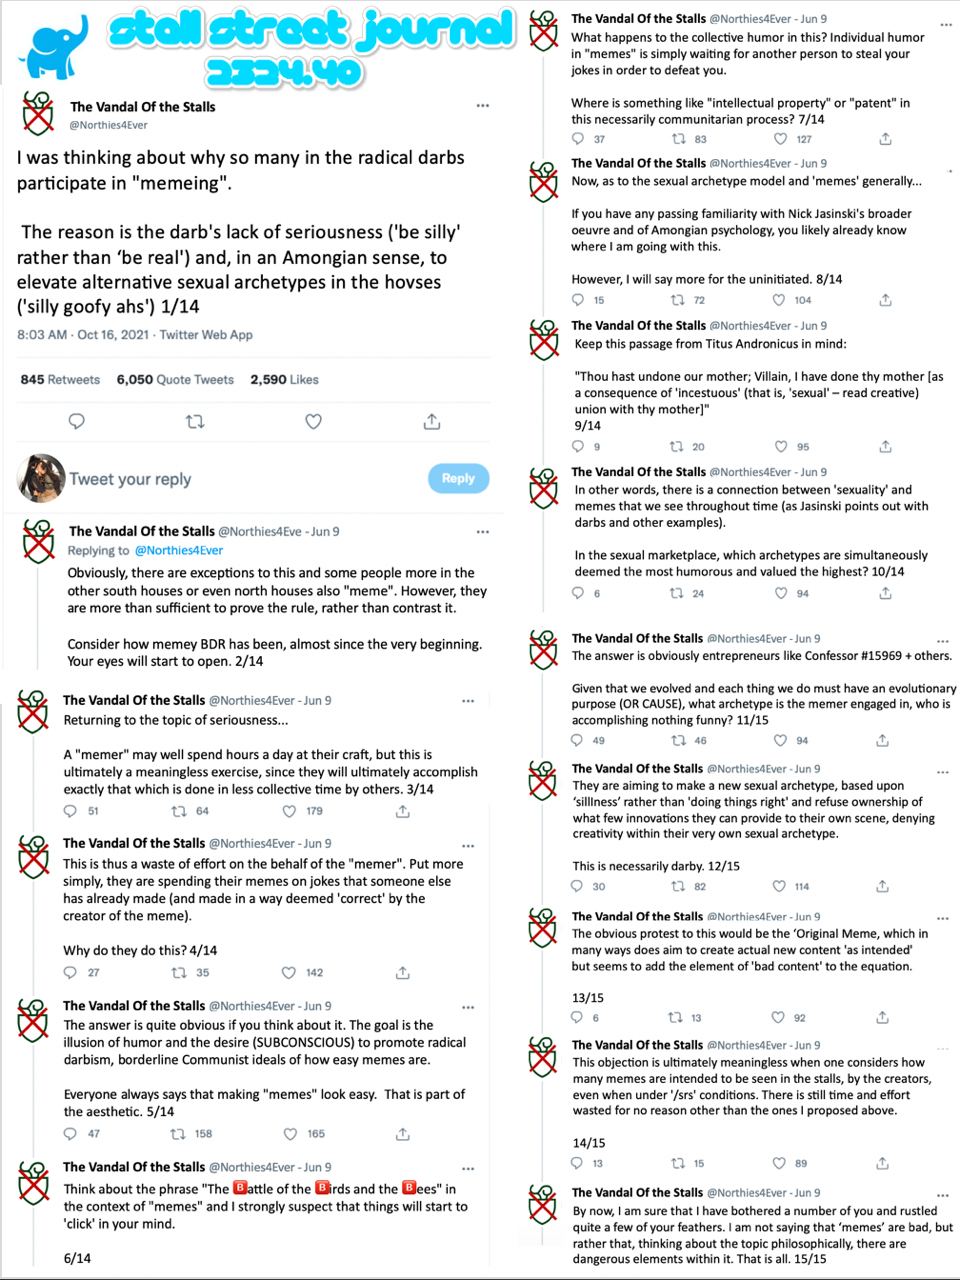 stall street journal
2324.40
The Vandal Of the Stalls
@Northies4Ever
I was thinking about why so many in the radical darbs
participate in "memeing".
The reason is the darb's lack of seriousness ('be silly'
rather than ‘be real’) and, in an Amongian sense, to
elevate alternative sexual archetypes in the hovses
('silly goofy ahs') 1/14
8:03 AM · Oct 16, 2021 · Twitter Web App
845 Retweets 6,050 Quote Tweets 2,590 Likes
Tweet your reply
Reply
The Vandal Of the Stalls @Northies4Eve - Jun 9
Replying to @Northies4Ever
Obviously, there are exceptions to this and some people more in the
other south houses or even north houses also "meme". However, they
are more than sufficient to prove the rule, rather than contrast it.
Consider how memey BDR has been, almost since the very beginning.
Your eyes will start to open. 2/14
The Vandal Of the Stalls @Northies4Ever - Jun 9
Returning to the topic of seriousness...
A "memer" may well spend hours a day at their craft, but this is
ultimately a meaningless exercise, since they will ultimately accomplish
exactly that which is done in less collective time by others. 3/14
51 64 179
The Vandal Of the Stalls @Northies4Ever - Jun 9
This is thus a waste of effort on the behalf of the "memer". Put more
simply, they are spending their memes on jokes that someone else
has already made (and made in a way deemed 'correct' by the
creator of the meme).
Why do they do this? 4/14
27 35 142
The Vandal Of the Stalls @Northies4Ever - Jun 9
The answer is quite obvious if you think about it. The goal is the
illusion of humor and the desire (SUBCONSCIOUS) to promote radical
darbism, borderline Communist ideals of how easy memes are.
Everyone always says that making "memes" look easy. That is part of
the aesthetic. 5/14
47 158 165
The Vandal Of the Stalls @Northies4Ever - Jun 9
Think about the phrase "The Battle of the Birds and the Bees" in
the context of "memes" and I strongly suspect that things will start to
'click' in your mind.
6/14
The Vandal Of the Stalls @Northies4Ever - Jun 9
What happens to the collective humor in this? Individual humor
in "memes" is simply waiting for another person to steal your
jokes in order to defeat you.
Where is something like "intellectual property" or "patent" in
this necessarily communitarian process? 7/14
37 83 127
The Vandal Of the Stalls @Northies4Ever - Jun 9
Now, as to the sexual archetype model and 'memes' generally...
If you have any passing familiarity with Nick Jasinski's broader
oeuvre and of Amongian psychology, you likely already know
where I am going with this.
However, I will say more for the uninitiated. 8/14
15 72 104
The Vandal Of the Stalls @Northies4Ever - Jun 9
Keep this passage from Titus Andronicus in mind:
"Thou hast undone our mother; Villain, I have done thy mother [as
a consequence of 'incestuous' (that is, 'sexual' – read creative)
union with thy mother]"
9/14
9 20 95
The Vandal Of the Stalls @Northies4Ever - Jun 9
In other words, there is a connection between 'sexuality' and
memes that we see throughout time (as Jasinski points out with
darbs and other examples).
In the sexual marketplace, which archetypes are simultaneously
deemed the most humorous and valued the highest? 10/14
6 24 94
The Vandal Of the Stalls @Northies4Ever - Jun 9
The answer is obviously entrepreneurs like Confessor #15969 + others.
Given that we evolved and each thing we do must have an evolutionary
purpose (OR CAUSE), what archetype is the memer engaged in, who is
accomplishing nothing funny? 11/15
49 46 94
The Vandal Of the Stalls @Northies4Ever - Jun 9
They are aiming to make a new sexual archetype, based upon
‘sillIness’ rather than 'doing things right' and refuse ownership of
what few innovations they can provide to their own scene, denying
creativity within their very own sexual archetype.
This is necessarily darby. 12/15
30 82 114
The Vandal Of the Stalls @Northies4Ever - Jun 9
The obvious protest to this would be the ‘Original Meme, which in
many ways does aim to create actual new content 'as intended'
but seems to add the element of 'bad content' to the equation.
13/15
6 13 92
The Vandal Of the Stalls @Northies4Ever - Jun 9
This objection is ultimately meaningless when one considers how
many memes are intended to be seen in the stalls, by the creators,
even when under '/srs' conditions. There is still time and effort
wasted for no reason other than the ones I proposed above.
14/15
13 15 89
The Vandal Of the Stalls @Northies4Ever - Jun 9
By now, I am sure that I have bothered a number of you and rustled
quite a few of your feathers. I am not saying that ‘memes’ are bad, but
rather that, thinking about the topic philosophically, there are
dangerous elements within it. That is all. 15/15